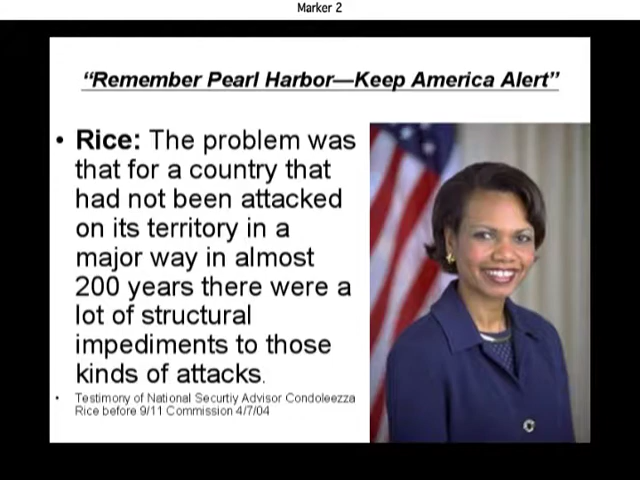 Marker 2
“Remember Pearl Harbor—Keep America Alert”
• Rice: The problem was
that for a country that
had not been attacked
on its territory in a
major way in almost
200 years there were a
lot of structural
impediments to those
kinds of attacks.
• Testimony of National Securtiy Advisor Condoleezza
Rice before 9/11 Commission 4/7/04